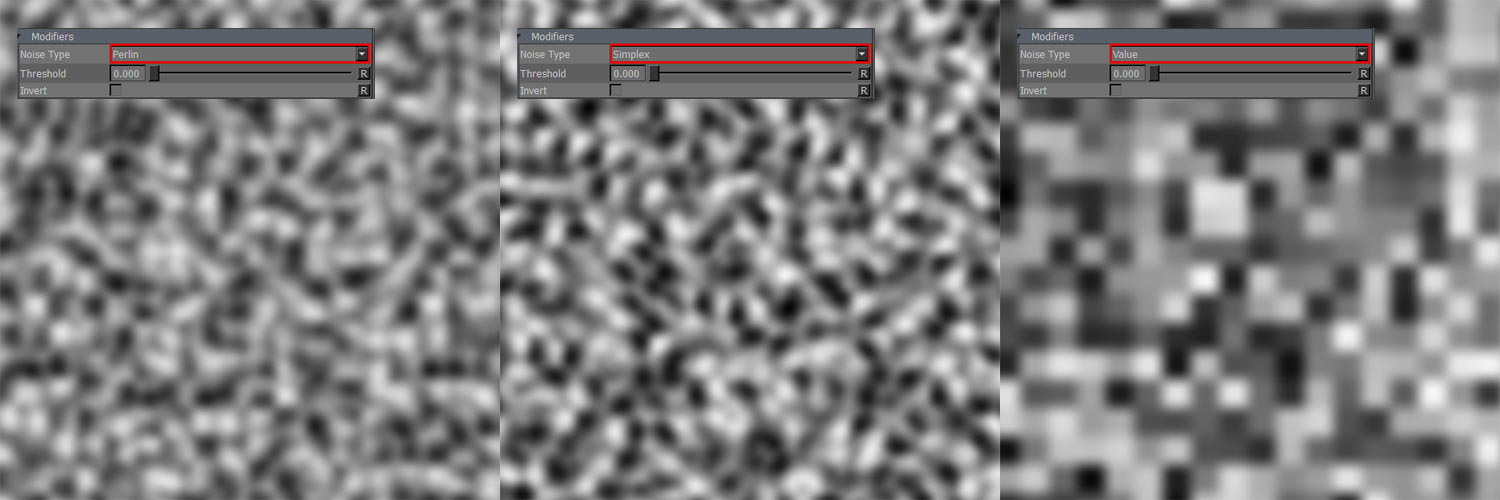 Modifiers
Noise Type Perlin
Threshold 0.000 R
Invert R
Modifiers
Noise Type Simplex
Threshold 0.000 R
Invert R
Modifiers
Noise Type Value
Threshold 0.000 R
Invert R